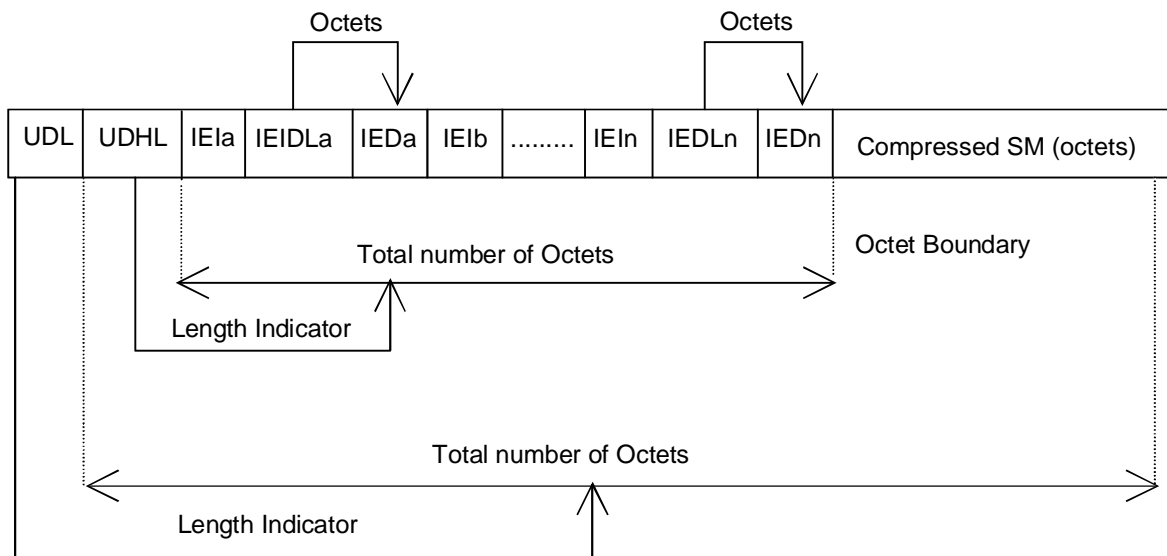 Octets Octets
UDL UDHL IEIa IEIDLa IEDa IEIb ......... IEIn IEDLn IEDn Compressed SM (octets)
Total number of Octets Octet Boundary
Length Indicator
Total number of Octets
Length Indicator